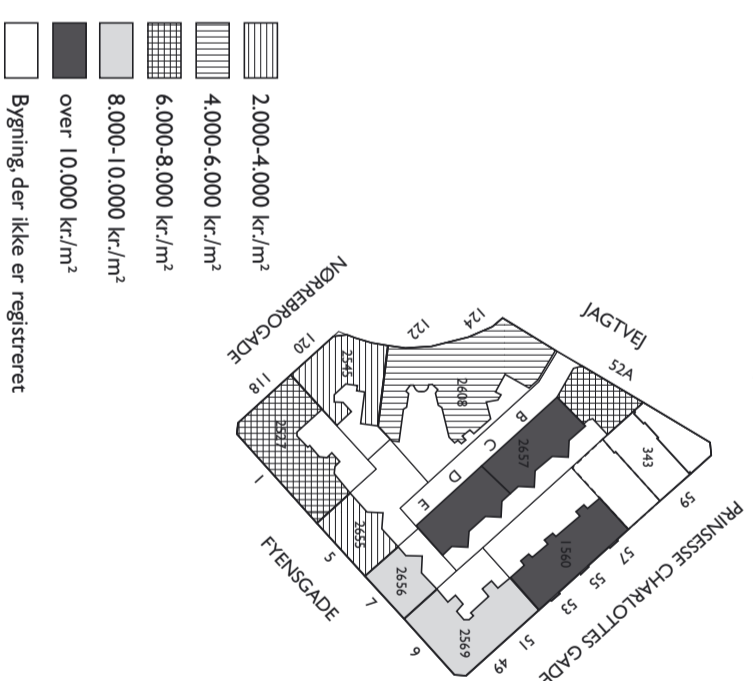 2.000-4.000 kr./m²
4.000-6.000 kr./m²
6.000-8.000 kr./m²
8.000-10.000 kr./m²
over 10.000 kr./m²
Bygning, der ikke er registreret
NØRREBROGADE
JAGTVEJ
PRINSESSE CHARLOTTES GADE
FYENSGADE
118
120
122
124
52A
59
57
55
53
51
49
9
7
5
1
B
C
D
E
2545
2608
2527
2657
343
1560
2655
2656
2569